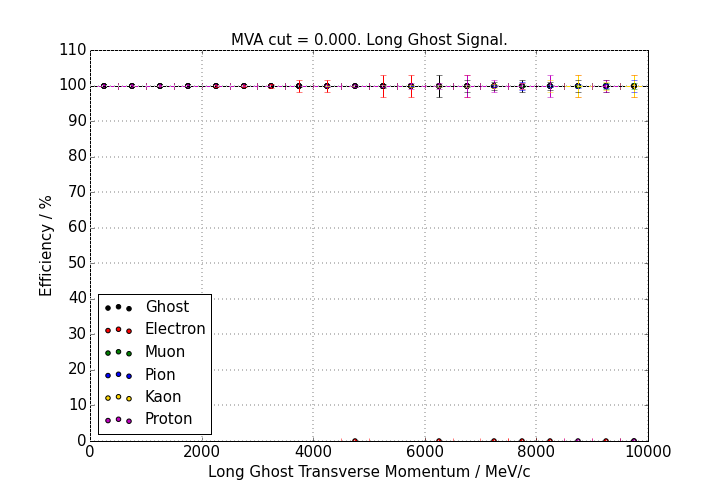 MVA cut = 0.000. Long Ghost Signal.
110
100
90
80
70
60
50
40
30
20
10
0
Efficiency / %
Ghost
Electron
Muon
Pion
Kaon
Proton
0 2000 4000 6000 8000 10000
Long Ghost Transverse Momentum / MeV/c